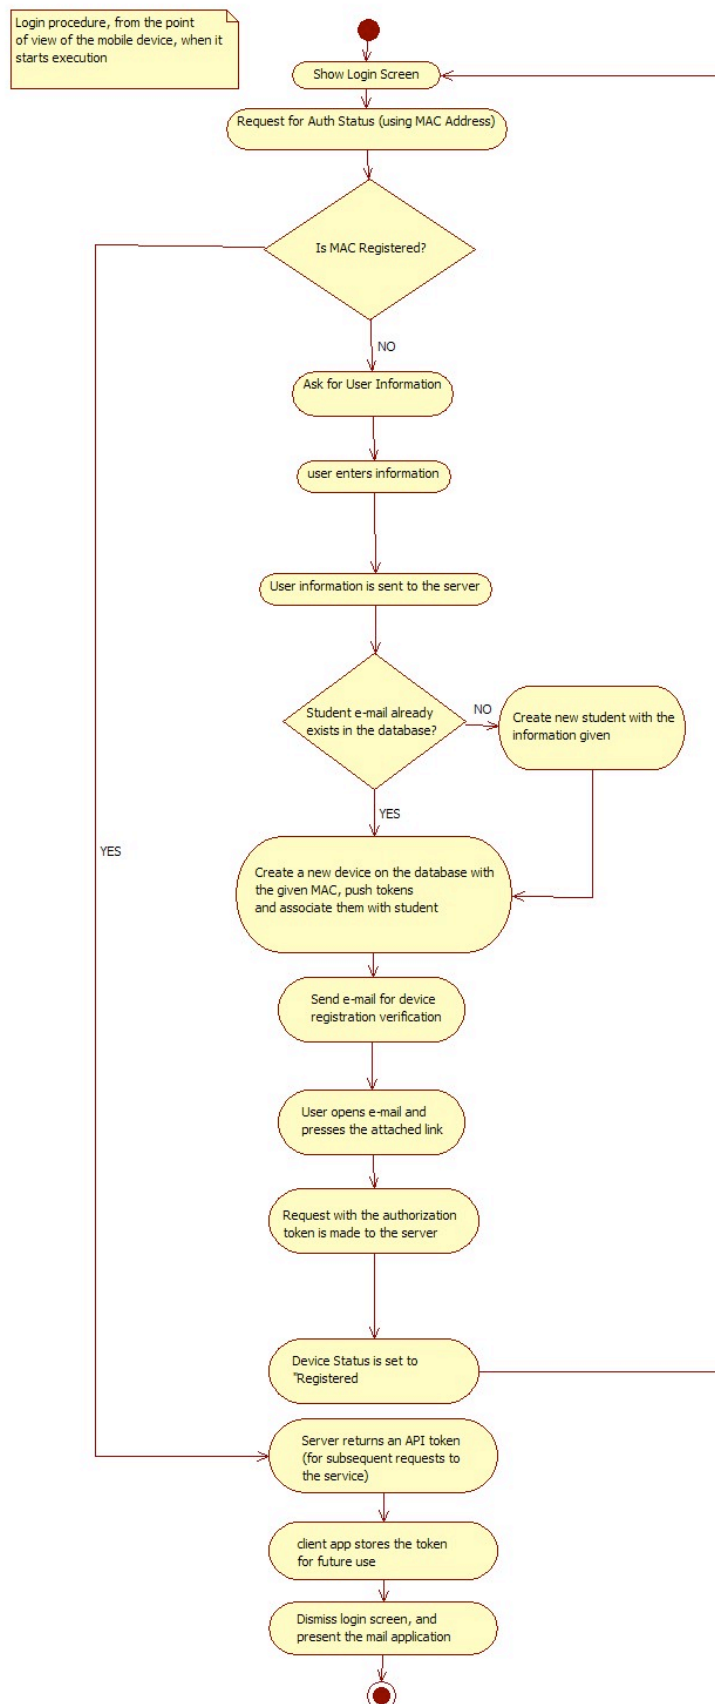 Login procedure, from the point
of view of the mobile device, when it
starts execution
Show Login Screen
Request for Auth Status (using MAC Address)
Is MAC Registered?
NO
Ask for User Information
user enters information
User information is sent to the server
Student e-mail already
exists in the database?
NO
Create new student with the
information given
YES
YES
Create a new device on the database with
the given MAC, push tokens
and associate them with student
Send e-mail for device
registration verification
User opens e-mail and
presses the attached link
Request with the authorization
token is made to the server
Device Status is set to
"Registered
Server returns an API token
(for subsequent requests to
the service)
client app stores the token
for future use
Dismiss login screen, and
present the mail application